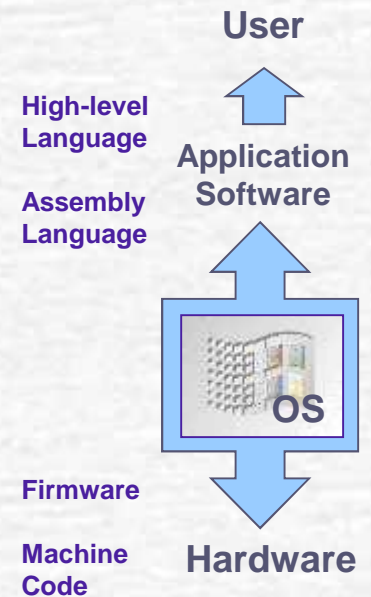 User
High-level
Language
Application
Software
Assembly
Language
OS
Firmware
Machine
Code
Hardware